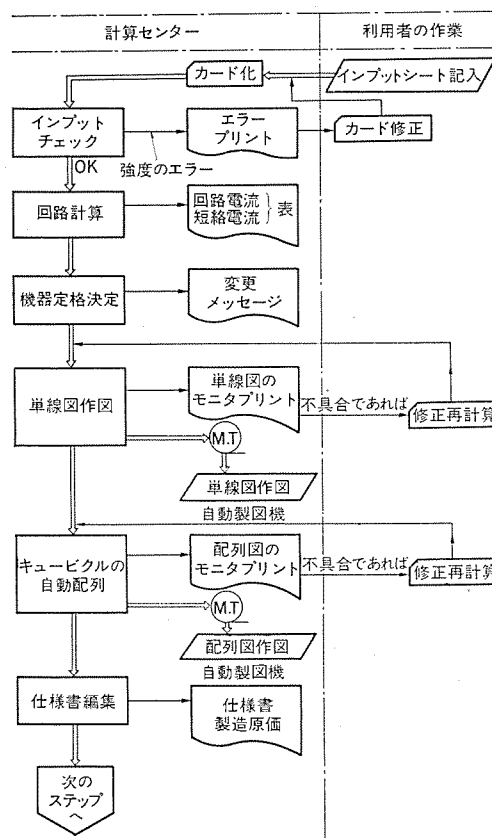 計算センター
利用者の作業
カード化
インプットシート記入
インプット
チェック
エラー
プリント
カード修正
OK
強度のエラー
回路計算
回路電流
短絡電流
表
機器定格決定
変更
メッセージ
単線図作図
単線図の
モニタプリント
不具合であれば
修正再計算
M.T
単線図作図
自動製図機
キュービクルの
自動配列
配列図の
モニタプリント
不具合であれば
修正再計算
M.T
配列図作図
自動製図機
仕様書編集
仕様書
製造原価
次の
ステップ
へ